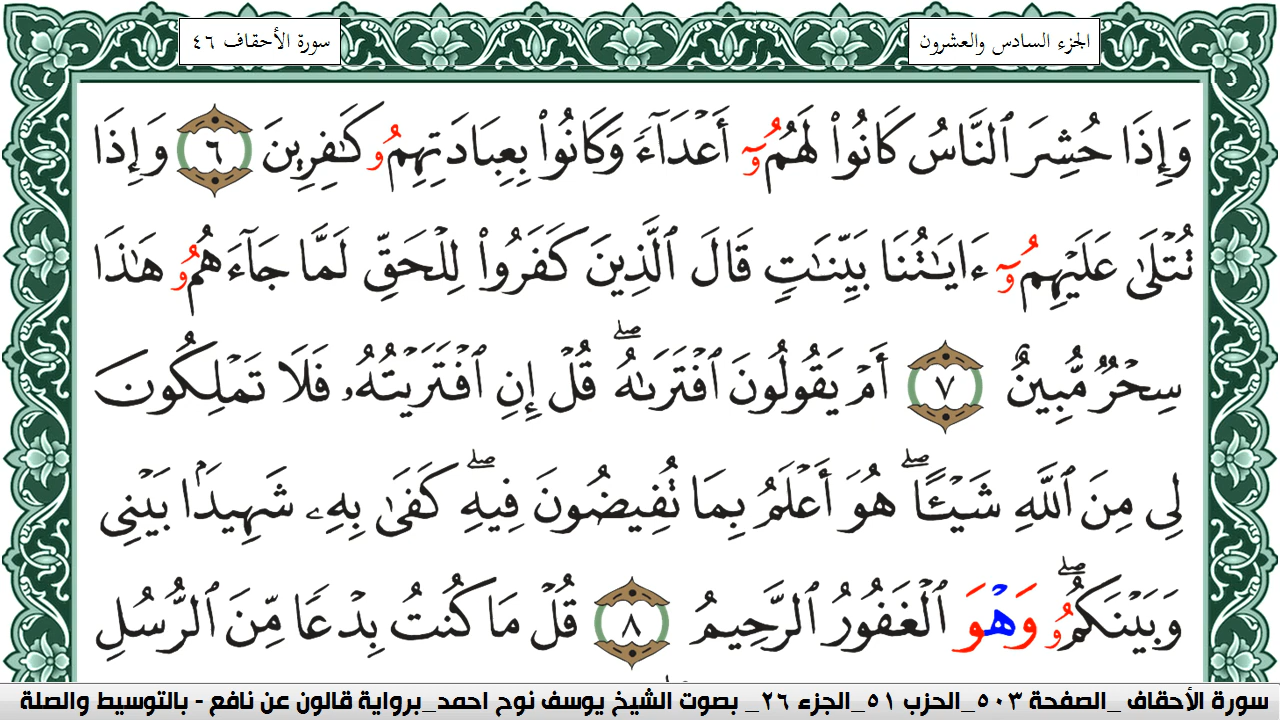 الجزء السادس والعشرون
سورة الأحقاف ٤٦
وَإِذَا حُشِرَ ٱلنَّاسُ كَانُواْ لَهُمُۥٓ أَعْدَآءَ وَكَانُواْ بِعِبَادَتِهِمُۥ كَٰفِرِينَ ٦ وَإِذَا
تُتْلَىٰ عَلَيْهِمُۥٓ ءَايَٰتُنَا بَيِّنَٰتٍ قَالَ ٱلَّذِينَ كَفَرُواْ لِلْحَقِّ لَمَّا جَآءَهُمُۥ هَٰذَا
سِحْرٌ مُّبِينٌ ٧ أَمْ يَقُولُونَ ٱفْتَرَىٰهُ ۖ قُلْ إِنِ ٱفْتَرَيْتُهُۥ فَلَا تَمْلِكُونَ
لِى مِنَ ٱللَّهِ شَيْـًٔا ۖ هُوَ أَعْلَمُ بِمَا تُفِيضُونَ فِيهِ ۖ كَفَىٰ بِهِۦ شَهِيدًۢا بَيْنِى
وَبَيْنَكُمُۥ ۖ وَهْوَ ٱلْغَفُورُ ٱلرَّحِيمُ ٨ قُلْ مَا كُنتُ بِدْعًا مِّنَ ٱلرُّسُلِ
سورة الأحقاف _الصفحة ٥٠٣_الحزب ٥١_الجزء ٢٦_ بصوت الشيخ يوسف نوح احمد_برواية قالون عن نافع - بالتوسيط والصلة